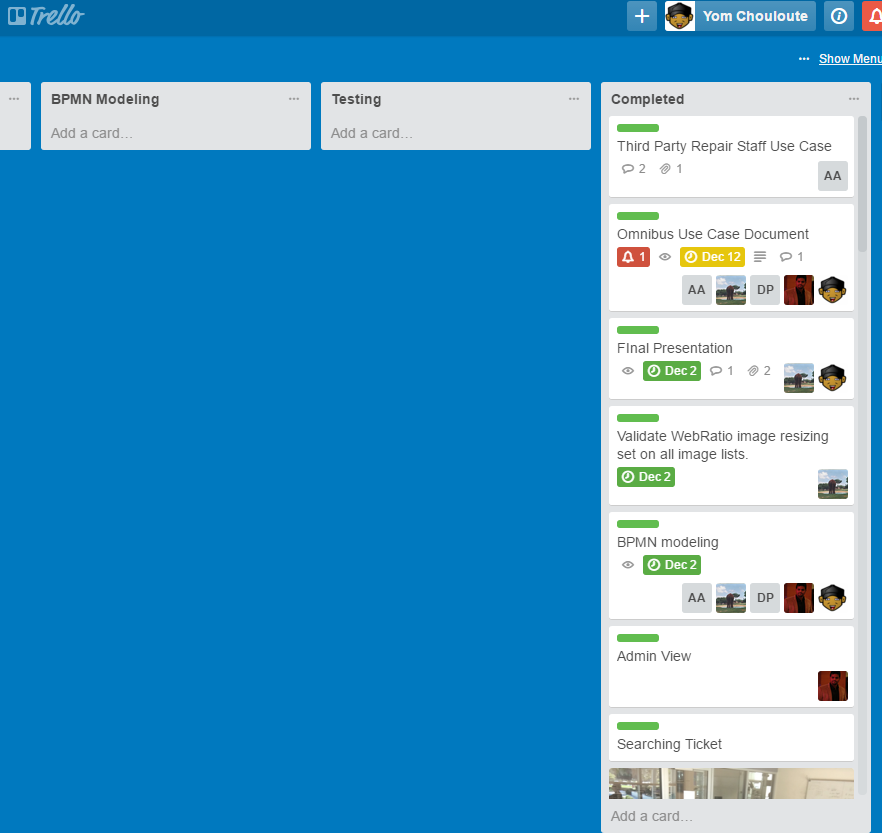 Trello
Yom Chouloute
Show Menu
BPMN Modeling
Add a card...
Testing
Add a card...
Completed
Third Party Repair Staff Use Case
2 1
AA
Omnibus Use Case Document
1 Dec 12 1
AA DP
FInal Presentation
Dec 2 1 2
Validate WebRatio image resizing
set on all image lists.
Dec 2
BPMN modeling
Dec 2
AA DP
Admin View
Searching Ticket
Add a card...